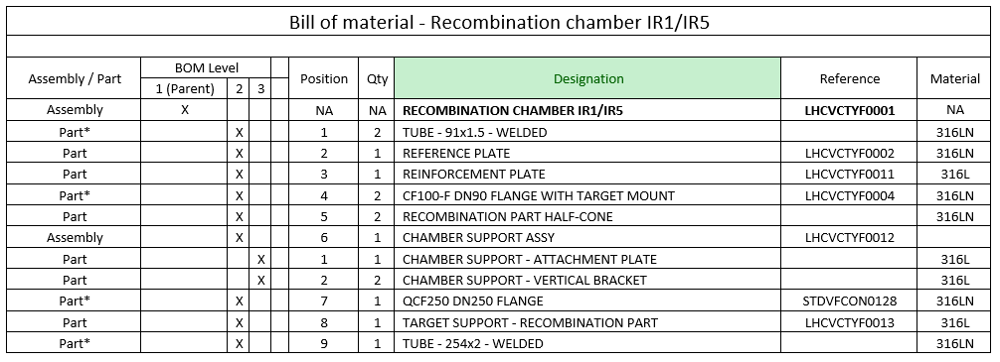 Bill of material - Recombination chamber IR1/IR5
Assembly / Part BOM Level Position Qty Designation Reference Material
1 (Parent) 2 3
Assembly X NA NA RECOMBINATION CHAMBER IR1/IR5 LHCVCTYF0001 NA
Part* X 1 2 TUBE - 91x1.5 - WELDED 316LN
Part X 2 1 REFERENCE PLATE LHCVCTYF0002 316LN
Part X 3 1 REINFORCEMENT PLATE LHCVCTYF0011 316L
Part* X 4 2 CF100-F DN90 FLANGE WITH TARGET MOUNT LHCVCTYF0004 316LN
Part X 5 2 RECOMBINATION PART HALF-CONE 316LN
Assembly X 6 1 CHAMBER SUPPORT ASSY LHCVCTYF0012
Part X 1 1 CHAMBER SUPPORT - ATTACHMENT PLATE 316L
Part X 2 2 CHAMBER SUPPORT - VERTICAL BRACKET 316L
Part* X 7 1 QCF250 DN250 FLANGE STDVFCON0128 316LN
Part X 8 1 TARGET SUPPORT - RECOMBINATION PART LHCVCTYF0013 316L
Part* X 9 1 TUBE - 254x2 - WELDED 316LN